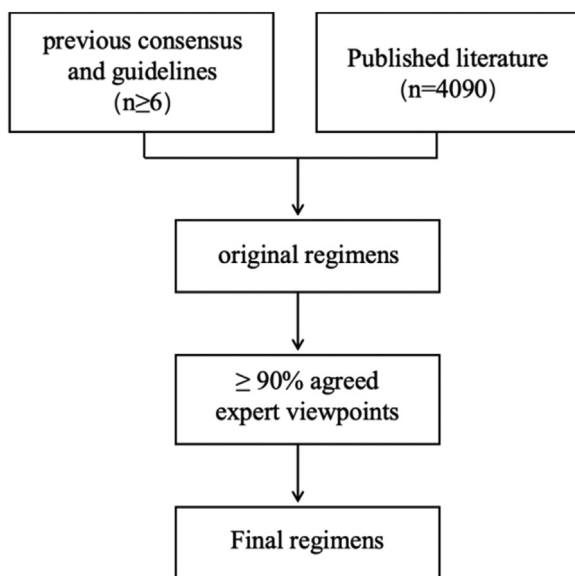 previous consensus
and guidelines
(n≥6)
Published literature
(n=4090)
original regimens
≥ 90% agreed
expert viewpoints
Final regimens